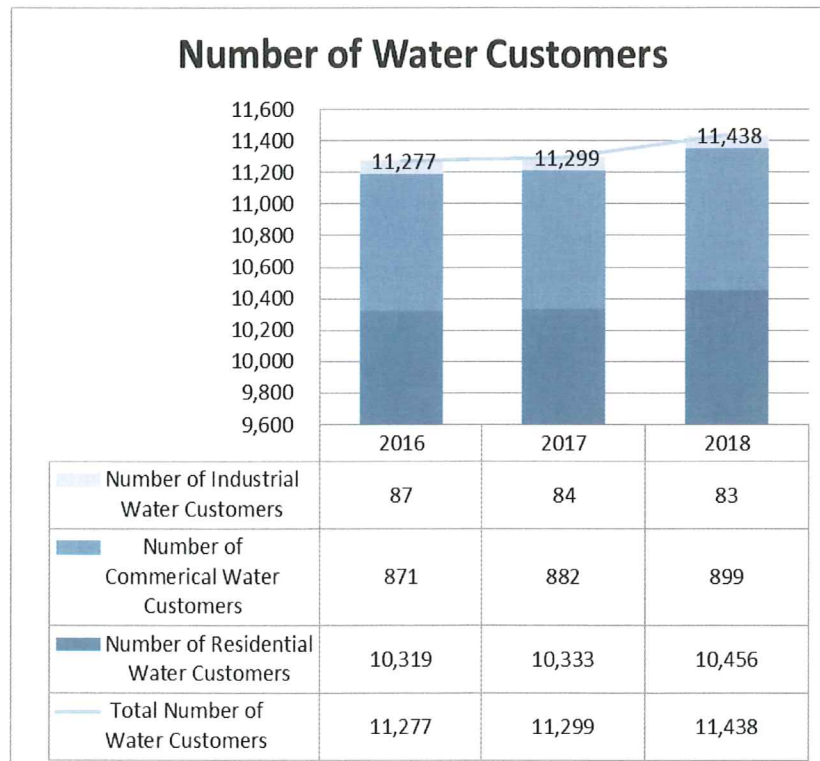 Number of Water Customers
11,600
11,400
11,200
11,000
10,800
10,600
10,400
10,200
10,000
9,800
9,600
11,277
11,299
11,438
2016 2017 2018
Number of Industrial
Water Customers
87 84 83
Number of
Commerical Water
Customers
871 882 899
Number of Residential
Water Customers
10,319 10,333 10,456
Total Number of
Water Customers
11,277 11,299 11,438